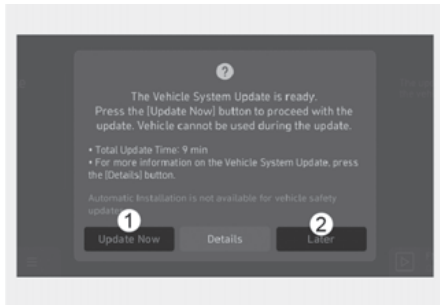 ?
The Vehicle System Update is ready.
Press the [Update Now] button to proceed with the
update. Vehicle cannot be used during the update.
• Total Update Time: 9 min
• For more information on the Vehicle System Update, press
the [Details] button.
Automatic Installation is not available for vehicle safety
updates
1
2
Update Now Details Later